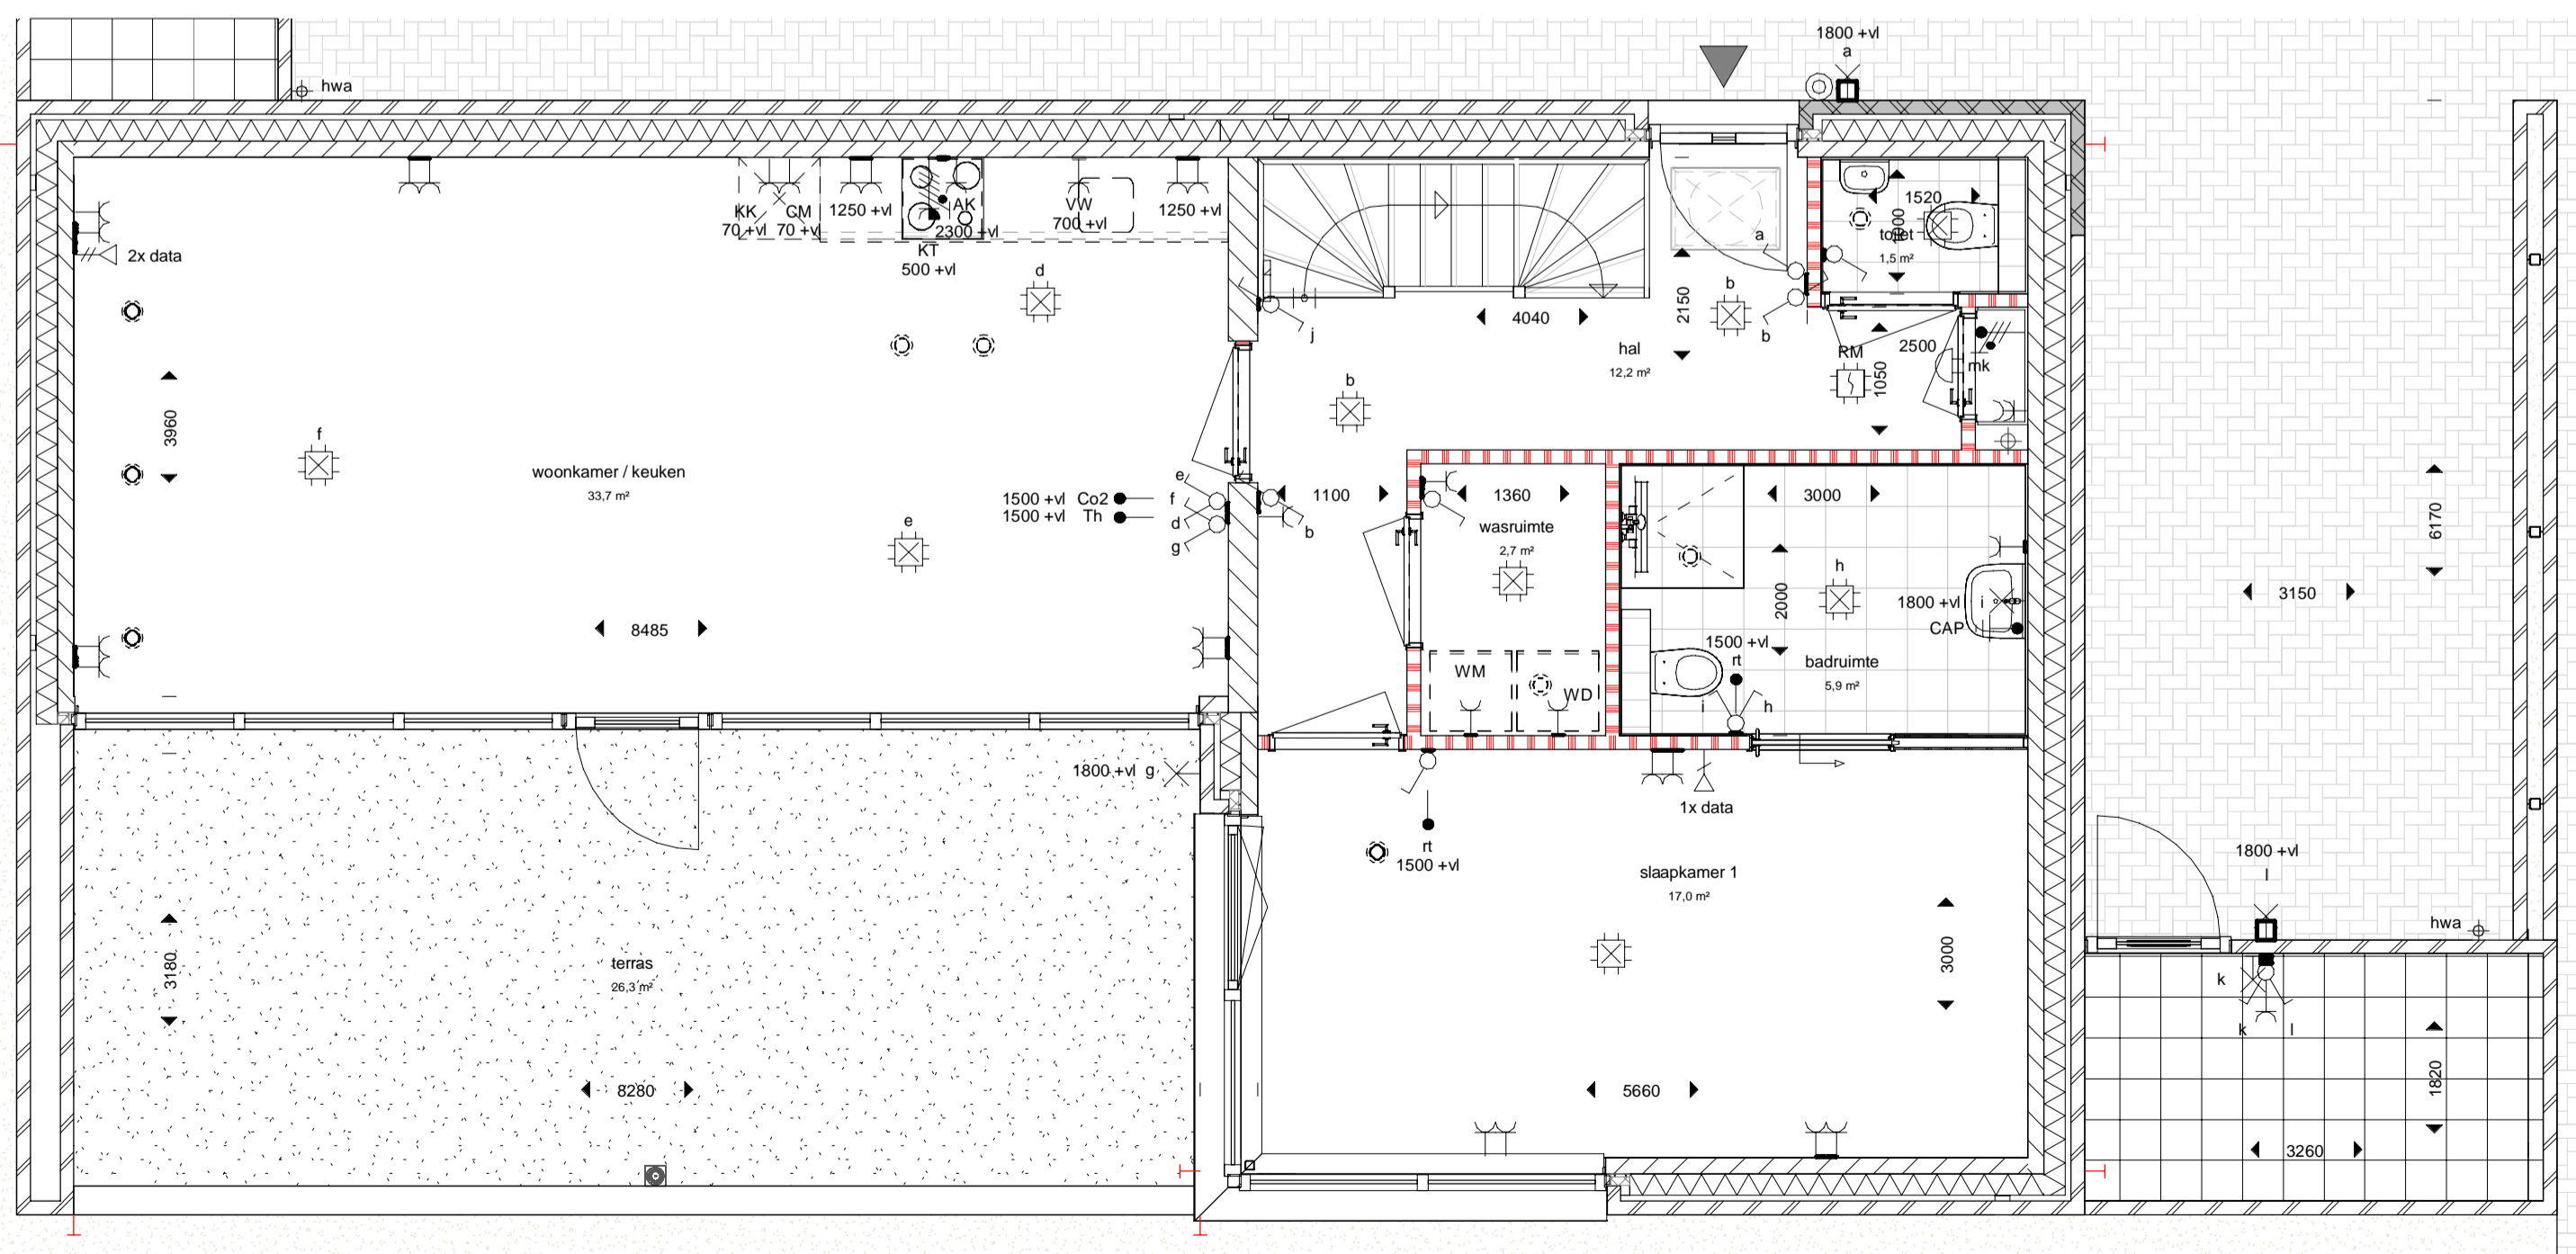 1800 +vl
a
hwa
KK
70 +vl
CM
70 +vl
1250 +vl
AK
2300 +vl
KT
500 +vl
VW
700 +vl
1250 +vl
2x data
d
j
4040
2150
a
b
b
1520
900
toilet
1,5 m²
hal
12,2 m²
RM
1050
2500
mk
b
3960
f
woonkamer / keuken
33,7 m²
e
1500 +vl Co2
1500 +vl Th
e
f
d
g
b
1100
1360
wasruimte
2,7 m²
3000
2000
h
1800 +vl i
CAP
1500 +vl
rt
badruimte
5,9 m²
i
h
WM
WD
8485
6170
3150
1800 +vl g
1x data
rt
1500 +vl
slaapkamer 1
17,0 m²
3000
5660
terras
26,3 m²
3180
8280
1800 +vl
l
hwa
k
k
l
1820
3260